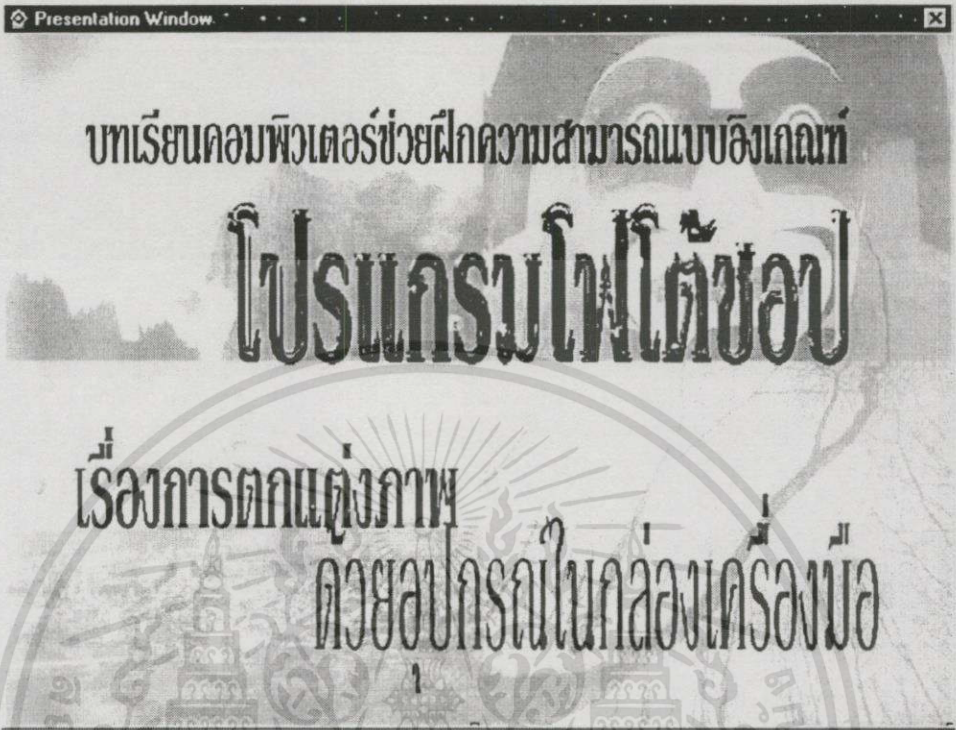 Presentation Window
บทเรียนคอมพิวเตอร์ช่วยฝึกความสามารถแบบอิงเกณฑ์
โปรแกรมโฟโต้ชอป
เรื่องการตกแต่งภาพ
ด้วยอุปกรณ์ในกล่องเครื่องมือ